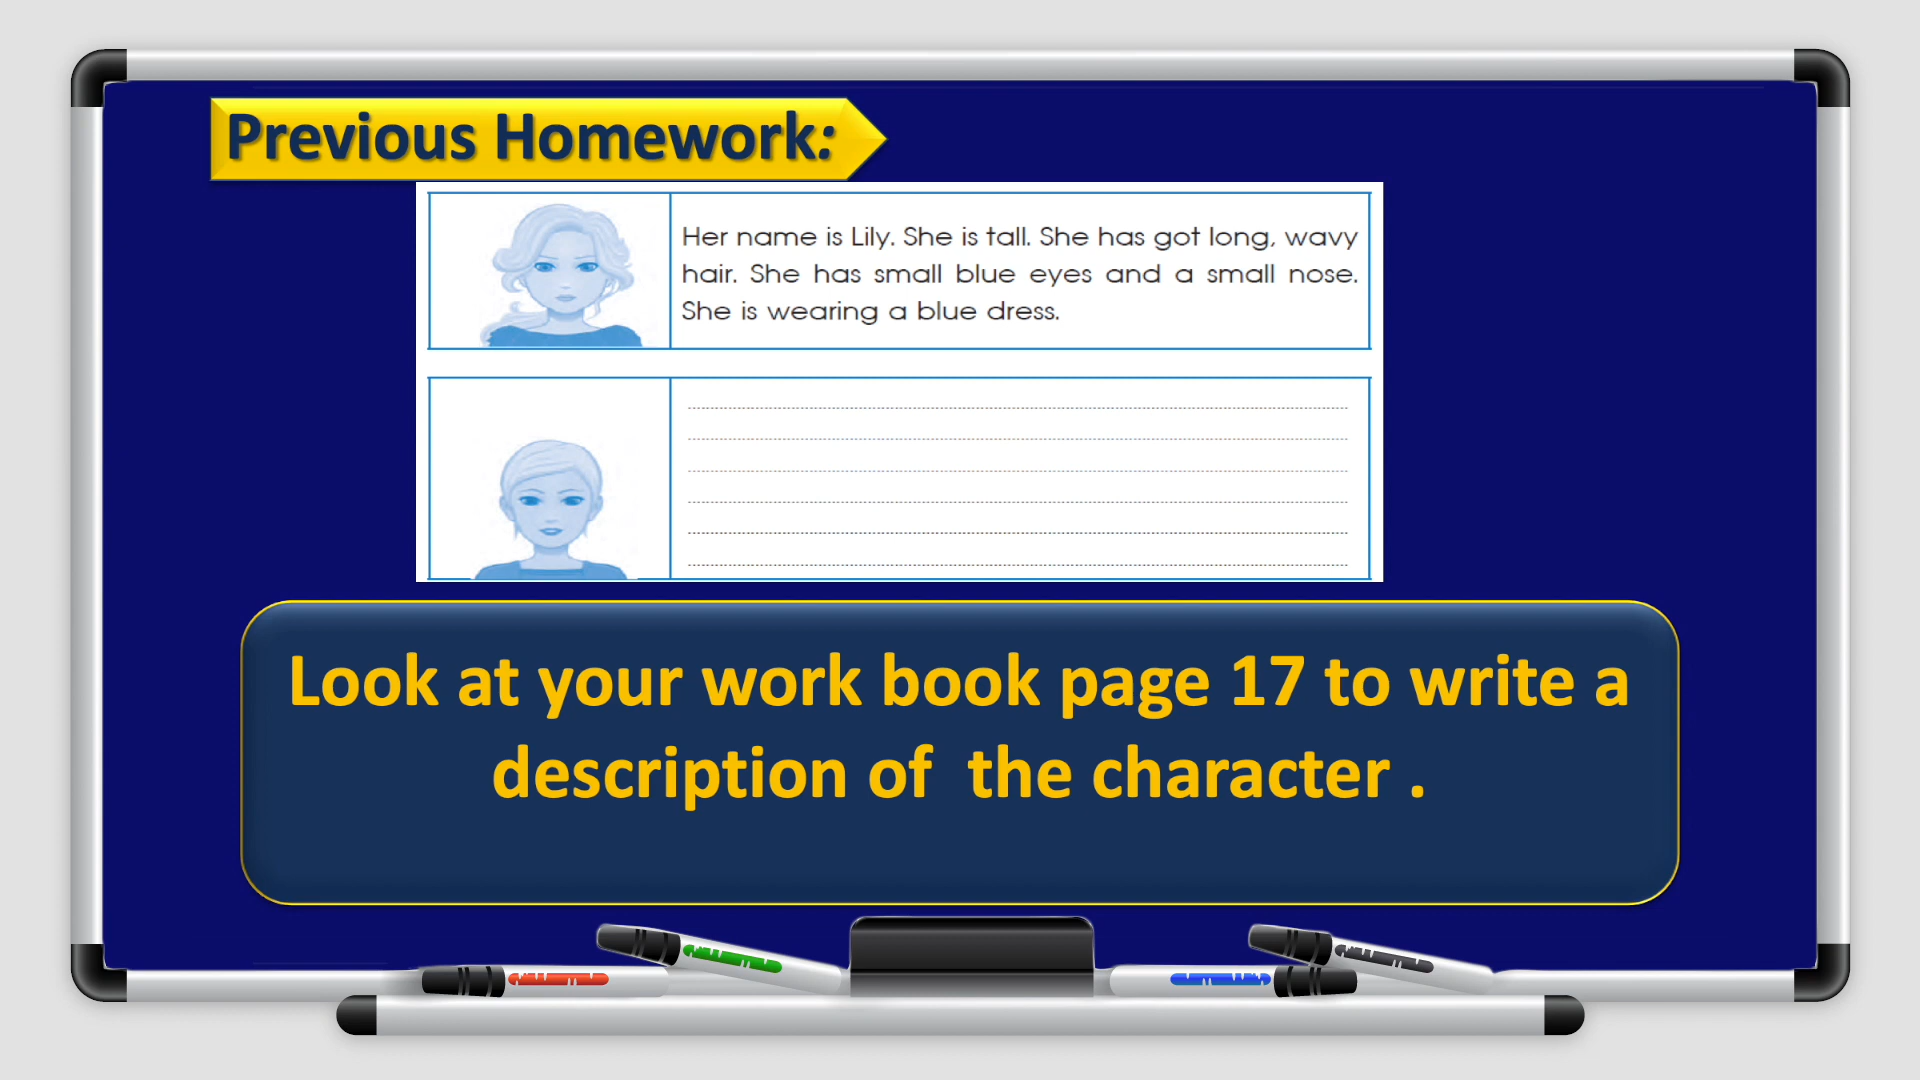 Previous Homework:
Her name is Lily. She is tall. She has got long, wavy
hair. She has small blue eyes and a small nose.
She is wearing a blue dress.
Look at your work book page 17 to write a
description of  the character .